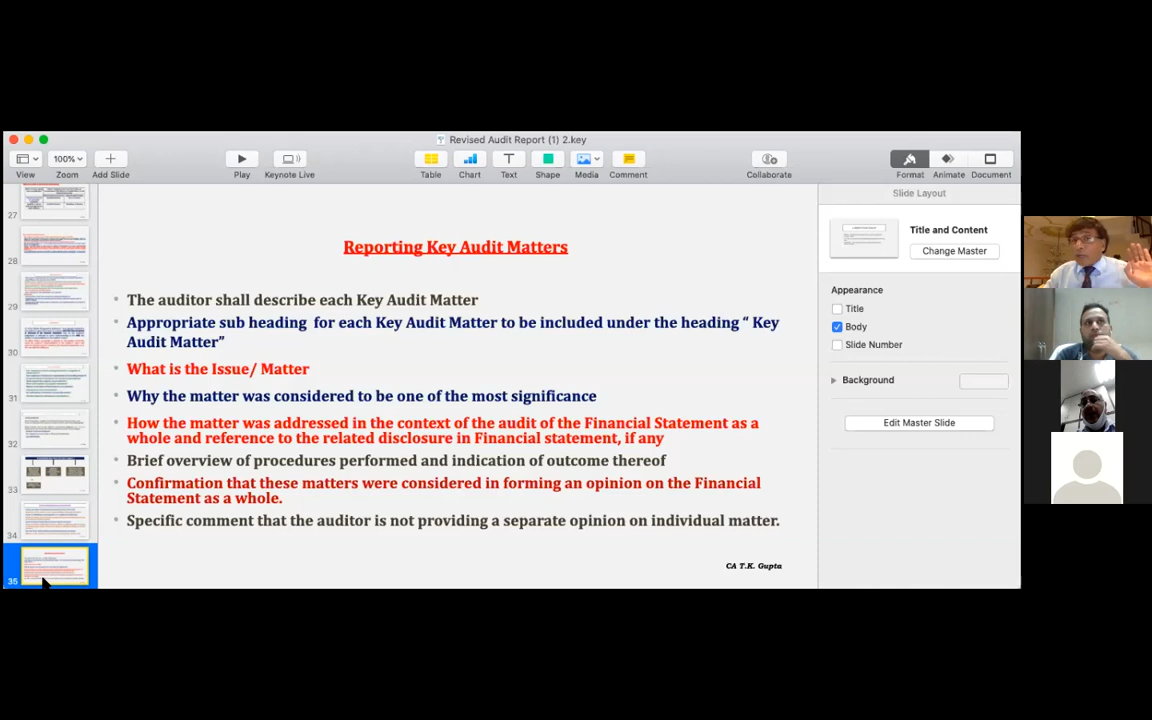 Revised Audit Report (1) 2.key
100%
View
Zoom
Add Slide
Play
Keynote Live
Table
Chart
Text
Shape
Media
Comment
Collaborate
Format
Animate
Document
27
28
29
30
31
32
33
34
35
Reporting Key Audit Matters
The auditor shall describe each Key Audit Matter
Appropriate sub heading for each Key Audit Matter to be included under the heading “ Key
Audit Matter”
What is the Issue/ Matter
Why the matter was considered to be one of the most significance
How the matter was addressed in the context of the audit of the Financial Statement as a
whole and reference to the related disclosure in Financial statement, if any
Brief overview of procedures performed and indication of outcome thereof
Confirmation that these matters were considered in forming an opinion on the Financial
Statement as a whole.
Specific comment that the auditor is not providing a separate opinion on individual matter.
CA T.K. Gupta
Slide Layout
Title and Content
Change Master
Appearance
Title
Body
Slide Number
Background
Edit Master Slide